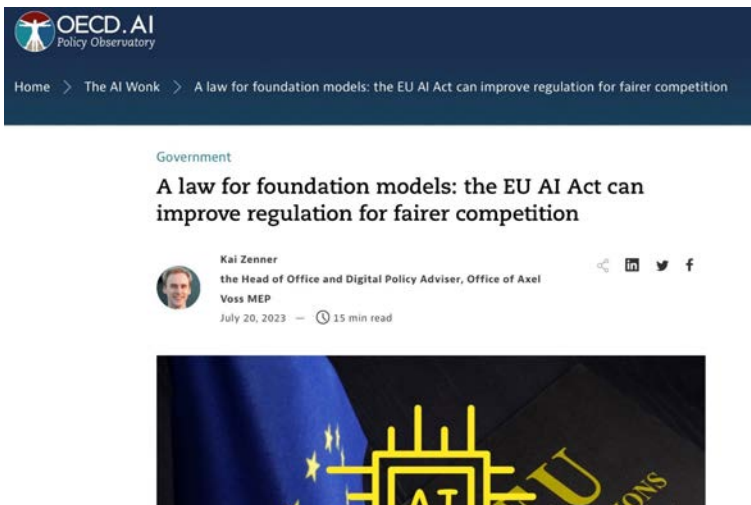 OECD.AI
Policy Observatory
Home > The AI Wonk > A law for foundation models: the EU AI Act can improve regulation for fairer competition
Government
A law for foundation models: the EU AI Act can
improve regulation for fairer competition
Kai Zenner
the Head of Office and Digital Policy Adviser, Office of Axel
Voss MEP
July 20, 2023 — 15 min read
in
f
AI
EU
IONS